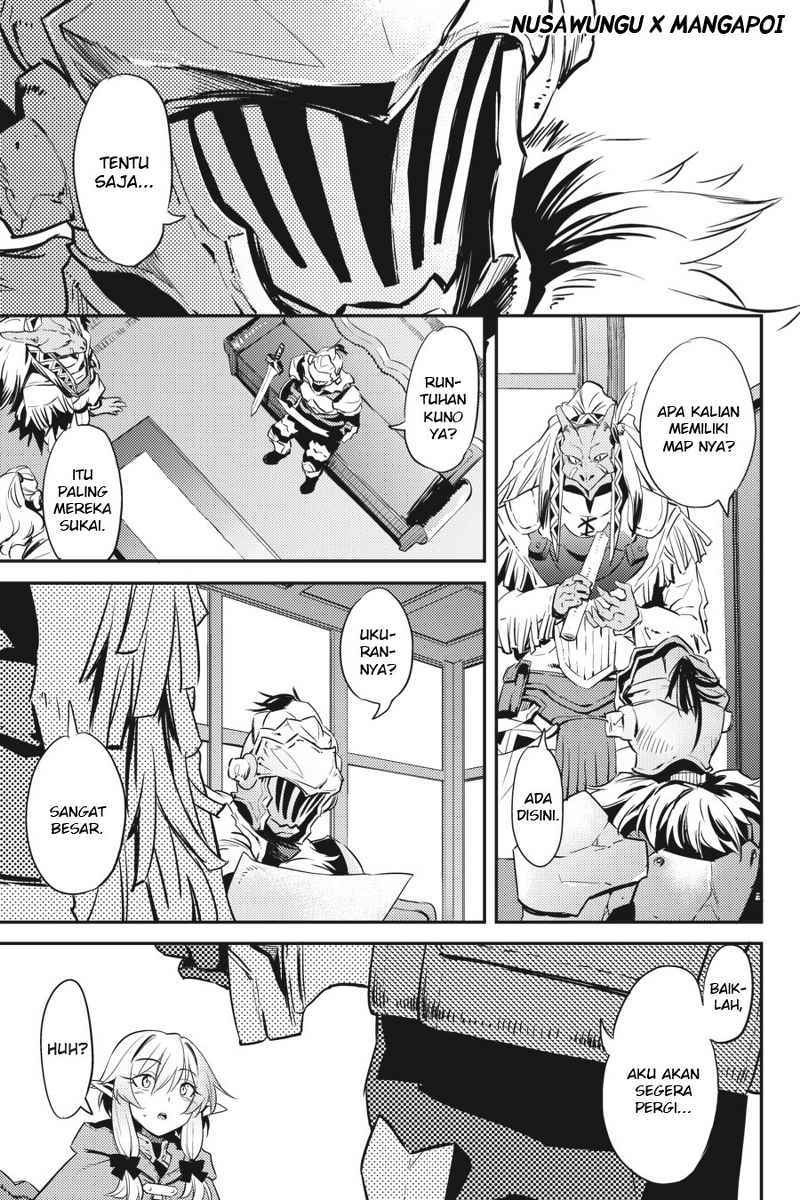 NUSAWUNGU X MANGAPOI
TENTU
SAJA...
APA KALIAN
MEMILIKI
MAP NYA?
ADA
DISINI.
RUN-
TUHAN
KUNO
YA?
ITU
PALING
MEREKA
SUKAI.
UKU-
RAN-
NYA?
SANGAT
BESAR.
BAIK-
LAH,
AKU AKAN
SEGERA
PERGI...
HUH?